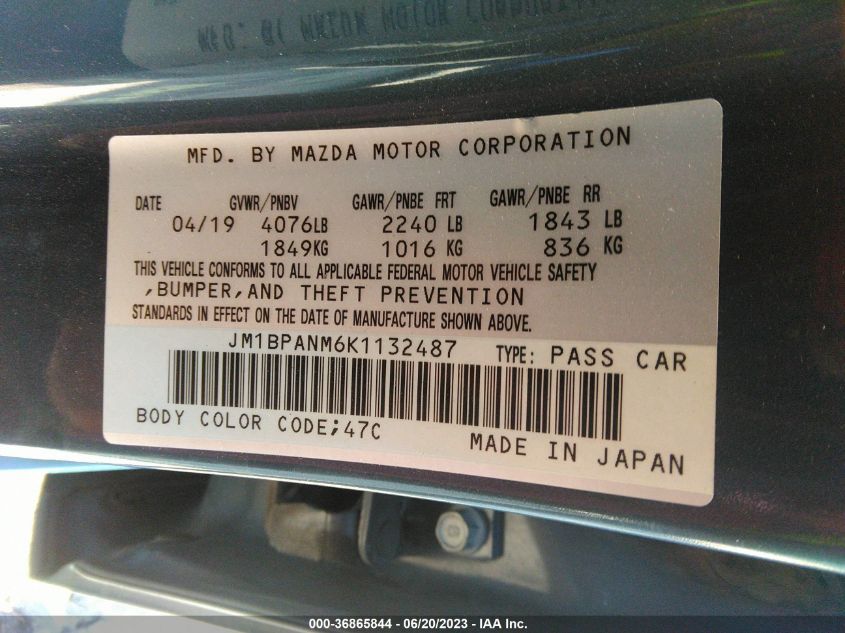 MFD. BY MAZDA MOTOR CORPORATION
DATE GVWR/PNBV GAWR/PNBE FRT GAWR/PNBE RR
04/19 4076LB 2240 LB 1843 LB
1849KG 1016 KG 836 KG
THIS VEHICLE CONFORMS TO ALL APPLICABLE FEDERAL MOTOR VEHICLE SAFETY
,BUMPER,AND THEFT PREVENTION
STANDARDS IN EFFECT ON THE DATE OF MANUFACTURE SHOWN ABOVE.
JM1BPANM6K1132487 TYPE: PASS CAR
BODY COLOR CODE;47C
MADE IN JAPAN
000-36865844 - 06/20/2023 - IAA Inc.